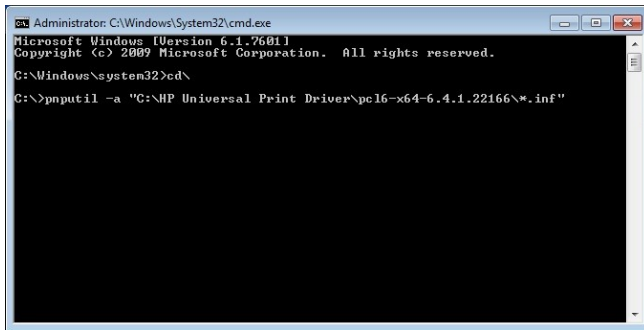 Administrator: C:\Windows\System32\cmd.exe
Microsoft Windows [Version 6.1.7601]
Copyright (c) 2009 Microsoft Corporation.  All rights reserved.
C:\Windows\system32>cd\
C:\>pnputil -a "C:\HP Universal Print Driver\pcl6-x64-6.4.1.22166\*.inf"